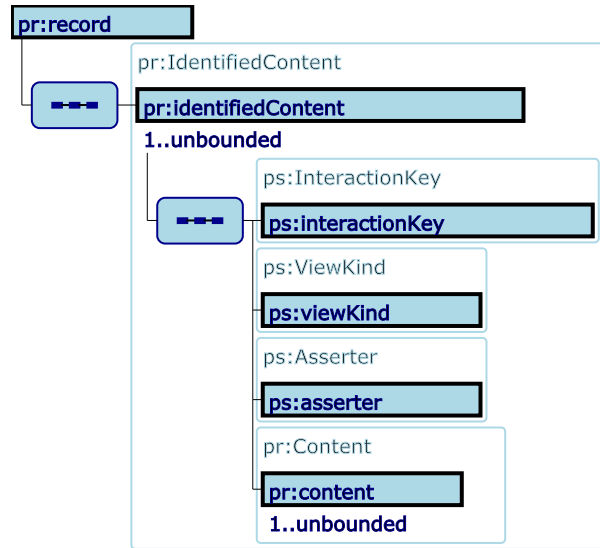 pr:record
pr:IdentifiedContent
pr:identifiedContent
1..unbounded
ps:InteractionKey
ps:interactionKey
ps:ViewKind
ps:viewKind
ps:Asserter
ps:asserter
pr:Content
pr:content
1..unbounded